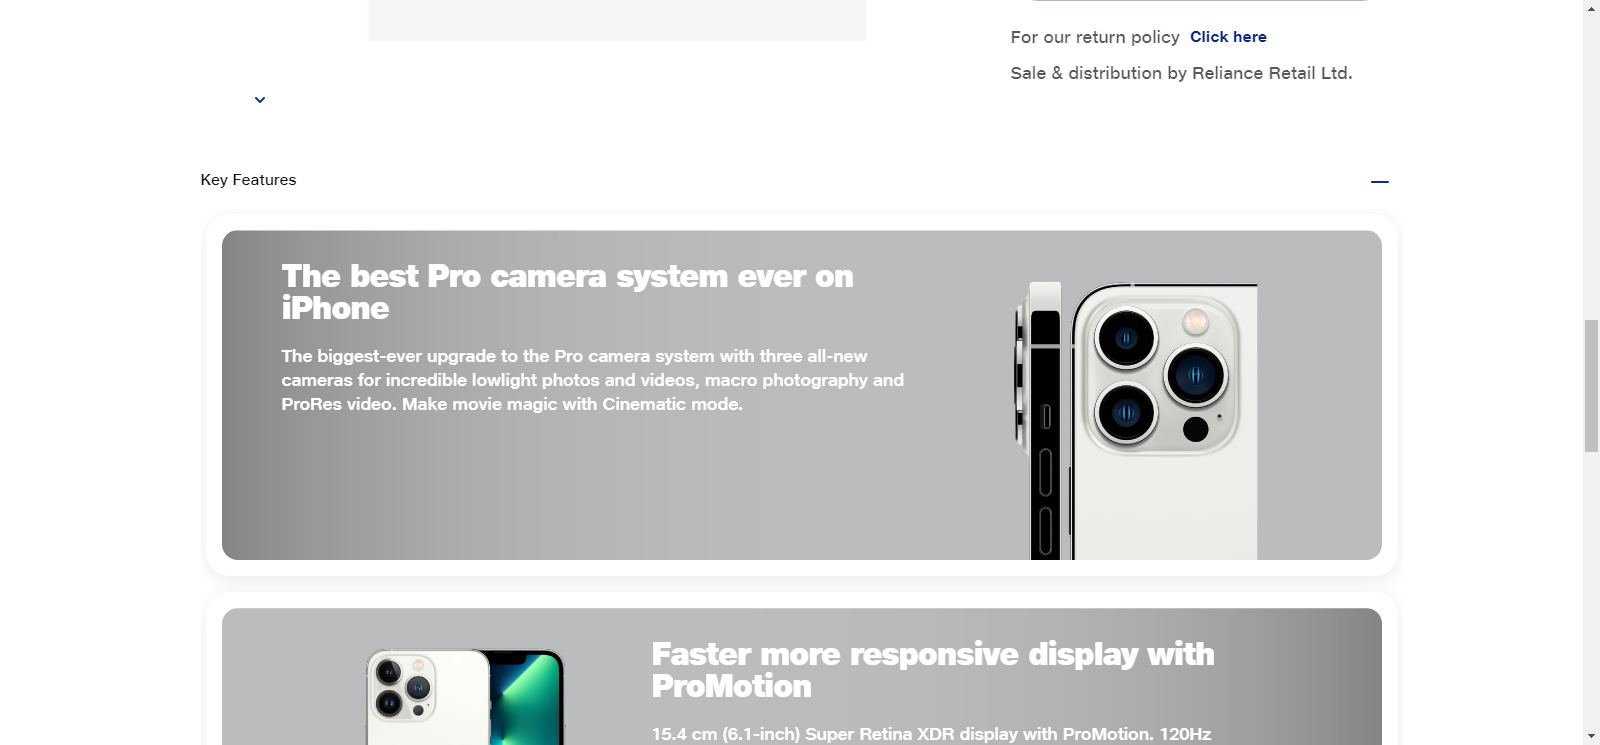 For our return policy Click here
Sale & distribution by Reliance Retail Ltd.
Key Features
The best Pro camera system ever on
iPhone
The biggest-ever upgrade to the Pro camera system with three all-new
cameras for incredible lowlight photos and videos, macro photography and
ProRes video. Make movie magic with Cinematic mode.
Faster more responsive display with
ProMotion
15.4 cm (6.1-inch) Super Retina XDR display with ProMotion. 120Hz